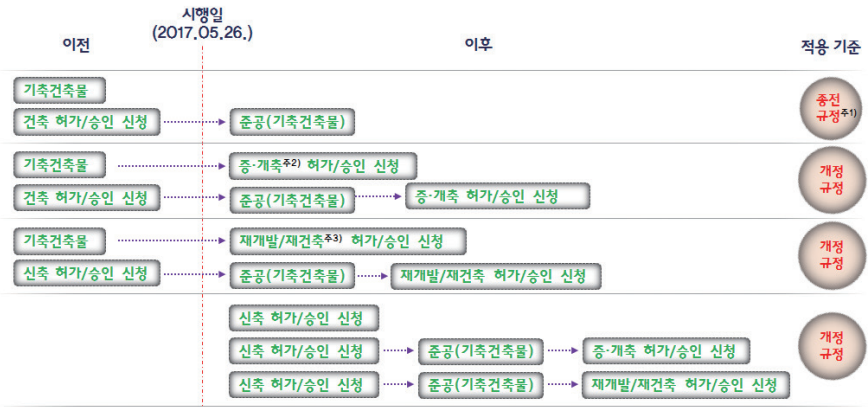 시행일
(2017.05.26.)
이전
이후
적용 기준
기축건축물
건축 허가/승인 신청
준공(기축건축물)
종전
규정주1)
기축건축물
증·개축주2) 허가/승인 신청
건축 허가/승인 신청
준공(기축건축물)
증·개축 허가/승인 신청
개정
규정
기축건축물
재개발/재건축주3) 허가/승인 신청
신축 허가/승인 신청
준공(기축건축물)
재개발/재건축 허가/승인 신청
개정
규정
신축 허가/승인 신청
신축 허가/승인 신청
준공(기축건축물)
증·개축 허가/승인 신청
신축 허가/승인 신청
준공(기축건축물)
재개발/재건축 허가/승인 신청
개정
규정